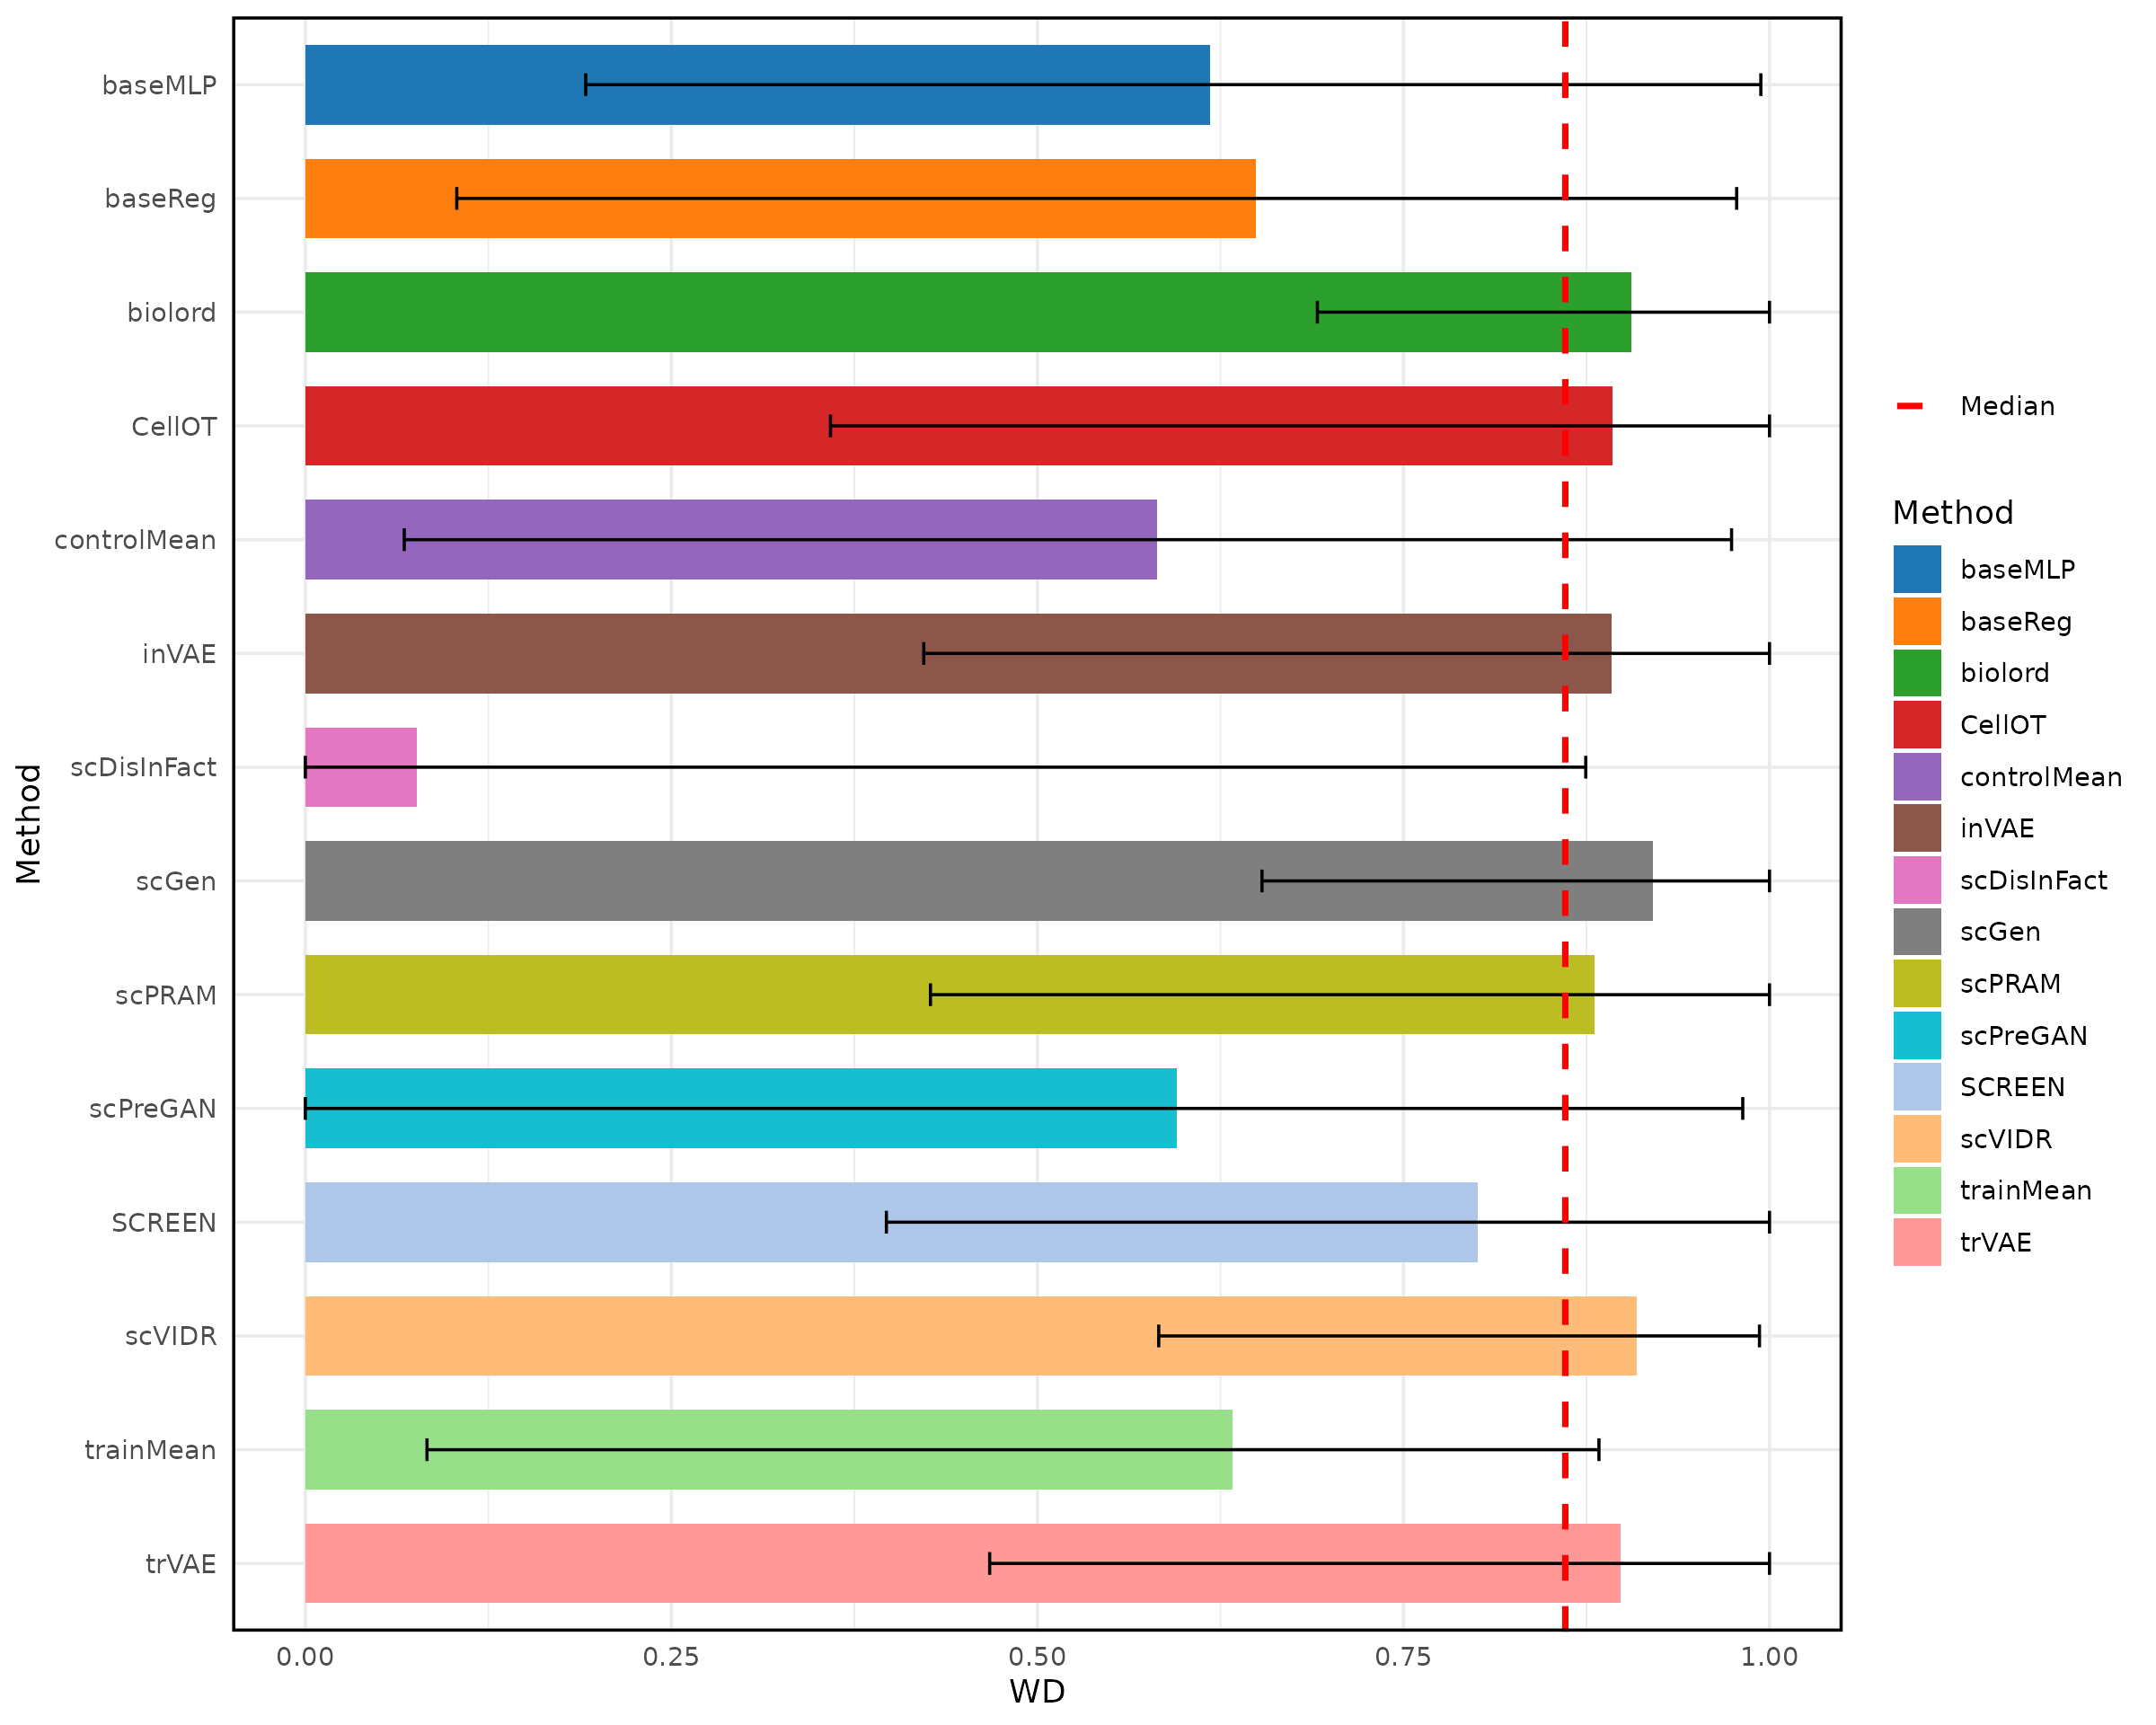 baseMLP
baseReg
biolord
CellOT
controlMean
inVAE
scDisInFact
scGen
scPRAM
scPreGAN
SCREEN
scVIDR
trainMean
trVAE
Method
0.00 0.25 0.50 0.75 1.00
WD
Median
Method
baseMLP
baseReg
biolord
CellOT
controlMean
inVAE
scDisInFact
scGen
scPRAM
scPreGAN
SCREEN
scVIDR
trainMean
trVAE